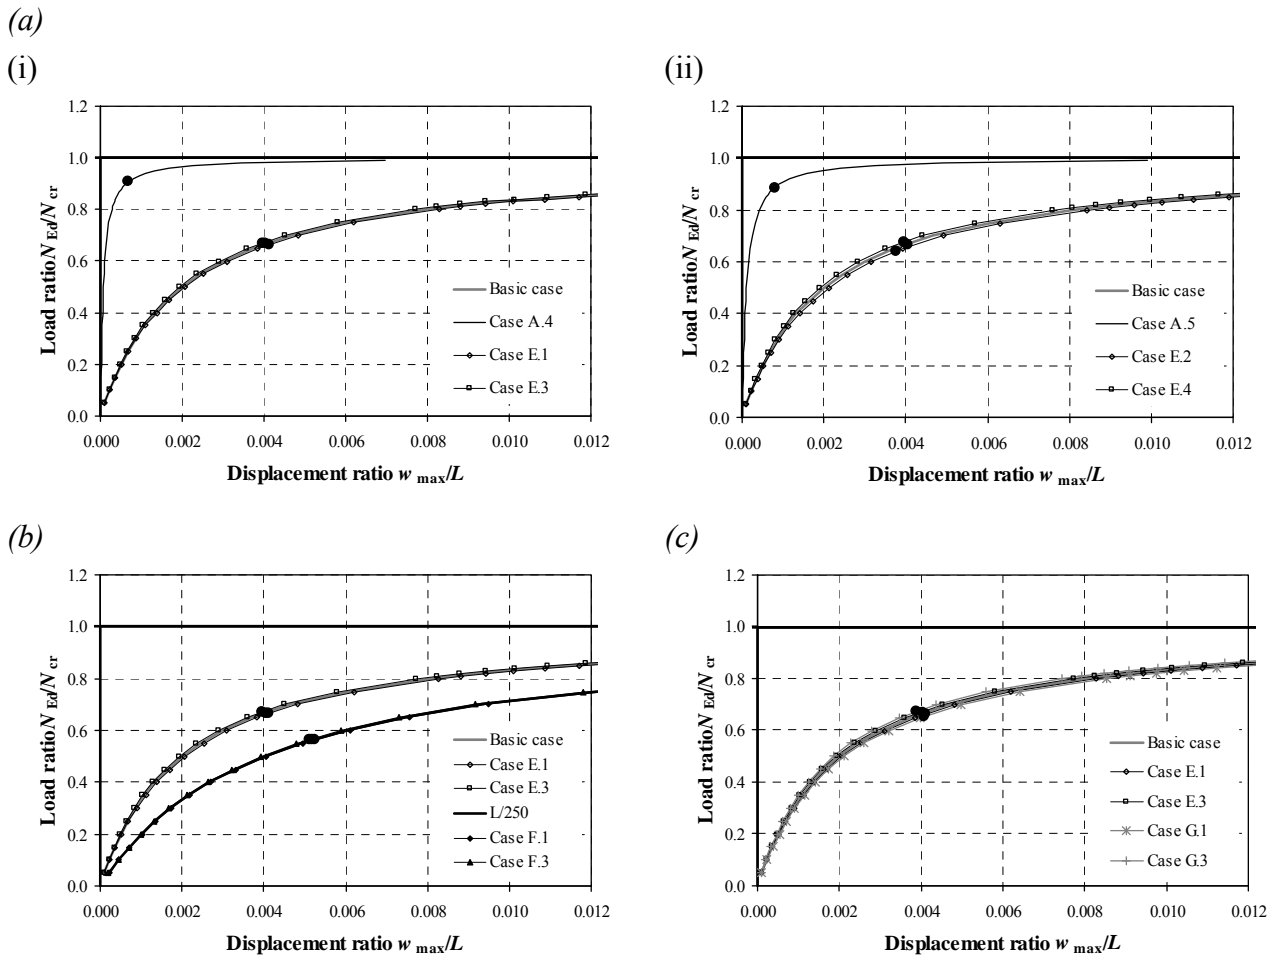 (a)
(i)
1.2
1.0
0.8
0.6
0.4
0.2
0.0
Load ratioN Ed/N cr
Basic case
Case A.4
Case E.1
Case E.3
0.000 0.002 0.004 0.006 0.008 0.010 0.012
Displacement ratio w max/L
(ii)
1.2
1.0
0.8
0.6
0.4
0.2
0.0
Load ratioN Ed/N cr
Basic case
Case A.5
Case E.2
Case E.4
0.000 0.002 0.004 0.006 0.008 0.010 0.012
Displacement ratio w max/L
(b)
1.2
1.0
0.8
0.6
0.4
0.2
0.0
Load ratioN Ed/N cr
Basic case
Case E.1
Case E.3
L/250
Case F.1
Case F.3
0.000 0.002 0.004 0.006 0.008 0.010 0.012
Displacement ratio w max/L
(c)
1.2
1.0
0.8
0.6
0.4
0.2
0.0
Load ratioN Ed/N cr
Basic case
Case E.1
Case E.3
Case G.1
Case G.3
0.000 0.002 0.004 0.006 0.008 0.010 0.012
Displacement ratio w max/L